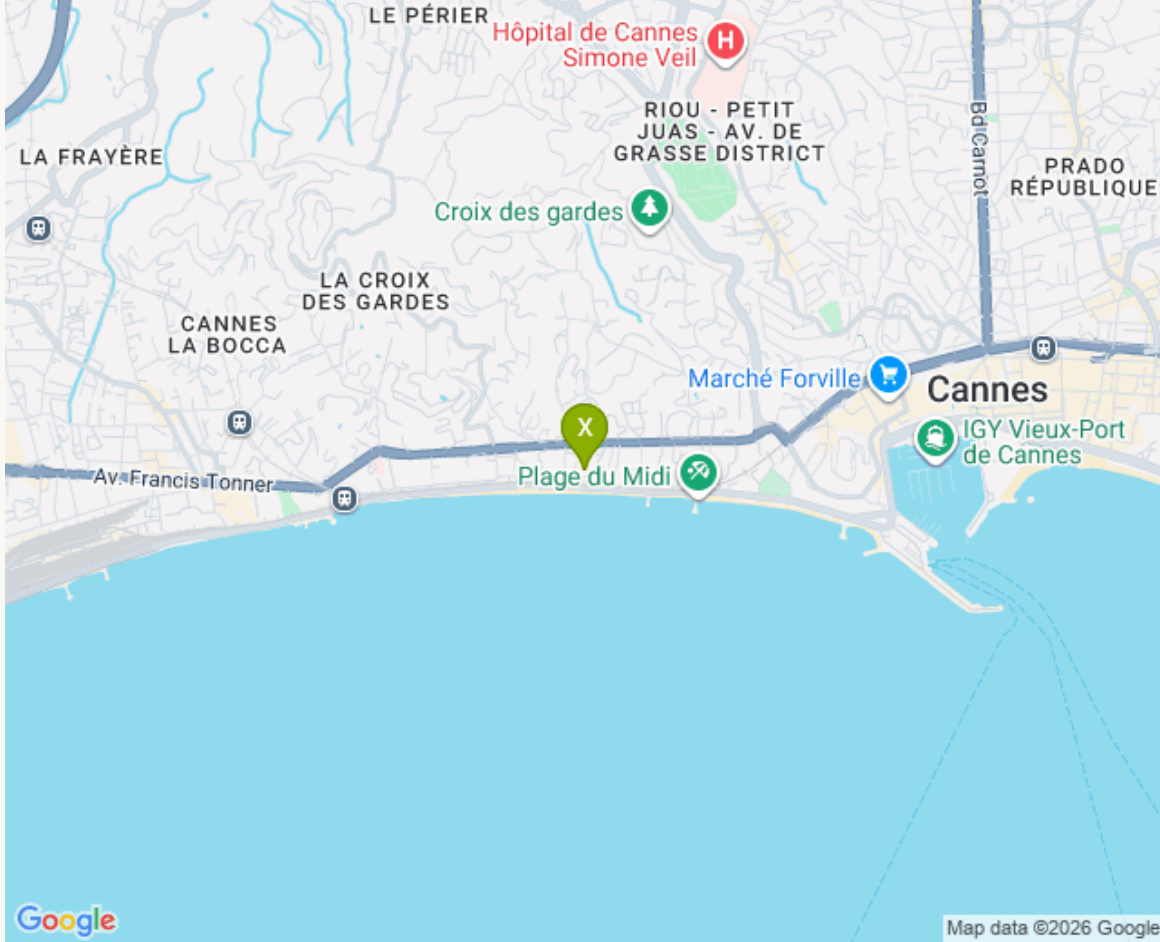 LE PÉRIER
Hôpital de Cannes
Simone Veil
H
RIOU - PETIT
JUAS - AV. DE
GRASSE DISTRICT
Bd Carnot
LA FRAYÈRE
PRADO
RÉPUBLIQUE
Croix des gardes
LA CROIX
DES GARDES
CANNES
LA BOCCA
Marché Forville
Cannes
X
IGY Vieux-Port
de Cannes
Plage du Midi
Av. Francis Tonner
Google
Map data ©2026 Google